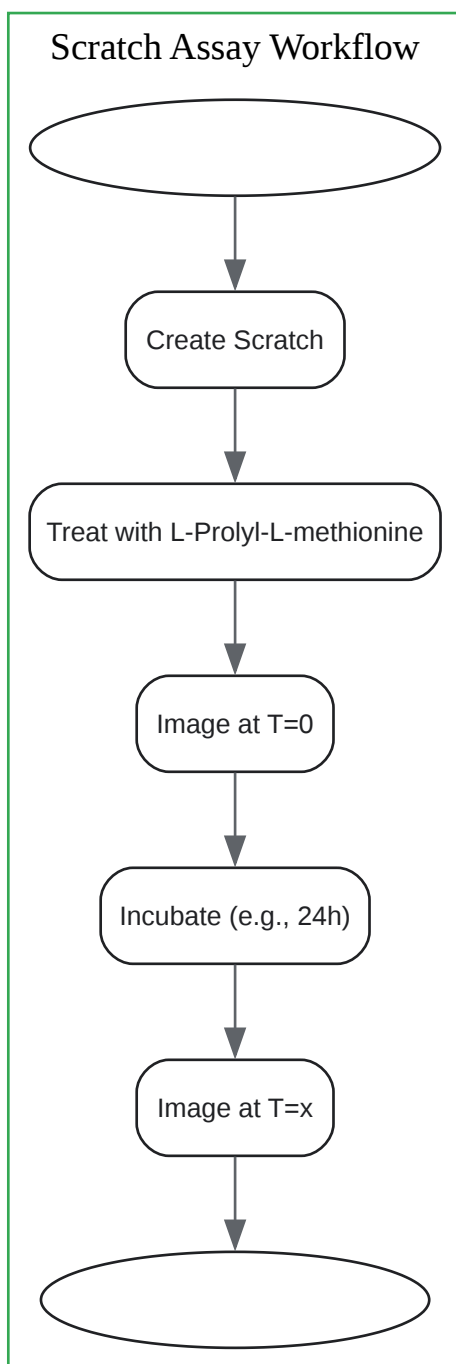 Scratch Assay Workflow
Create Scratch
Treat with L-Prolyl-L-methionine
Image at T=0
Incubate (e.g., 24h)
Image at T=x